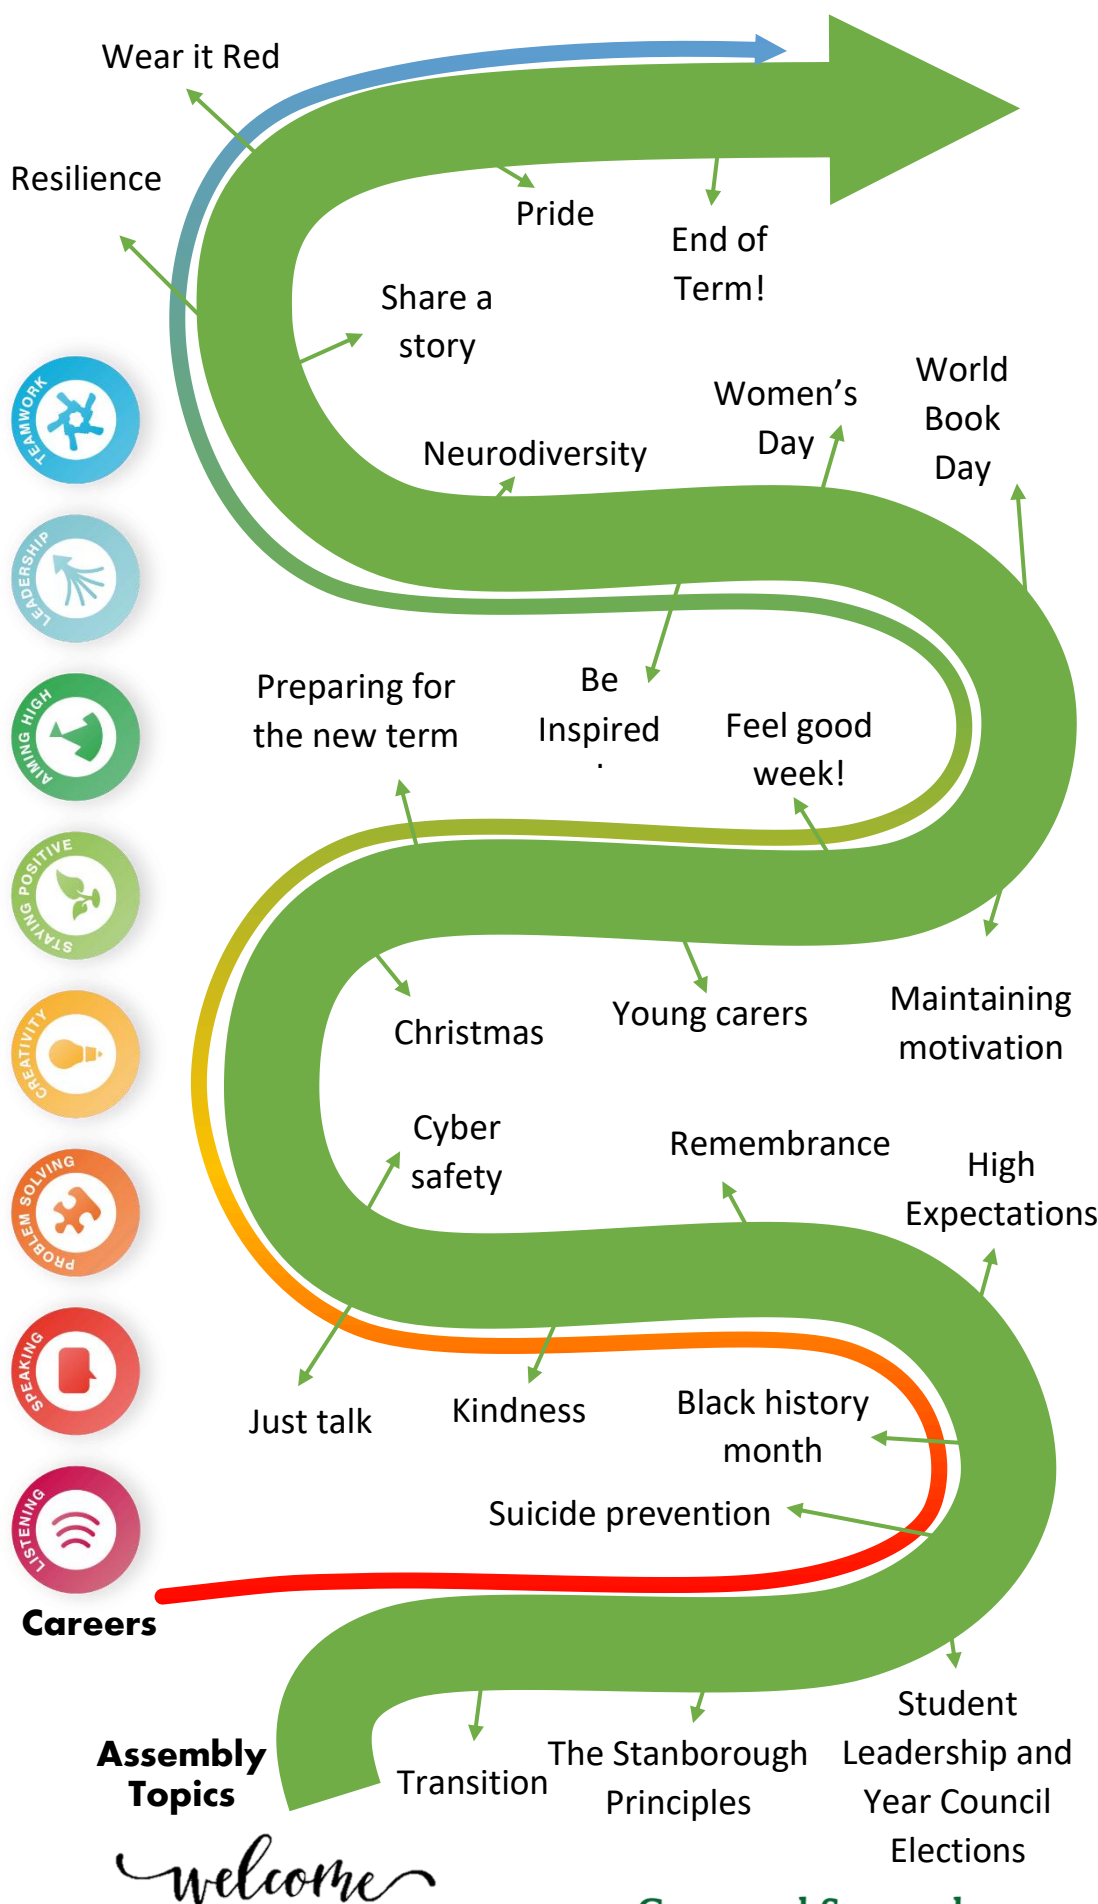 Wear it Red
Resilience
Pride
End of
Term!
Share a
story
World
Book
Day
Women’s
Day
Neurodiversity
TEAMWORK
LEADERSHIP
AIMING HIGH
STAYING POSITIVE
CREATIVITY
PROBLEM SOLVING
SPEAKING
LISTENING
Careers
Preparing for
the new term
Be
Inspired
Feel good
week!
Christmas
Young carers
Maintaining
motivation
Cyber
safety
Remembrance
High
Expectations
Just talk
Kindness
Black history
month
Suicide prevention
Assembly
Topics
Transition
The Stanborough
Principles
Student
Leadership and
Year Council
Elections
welcome